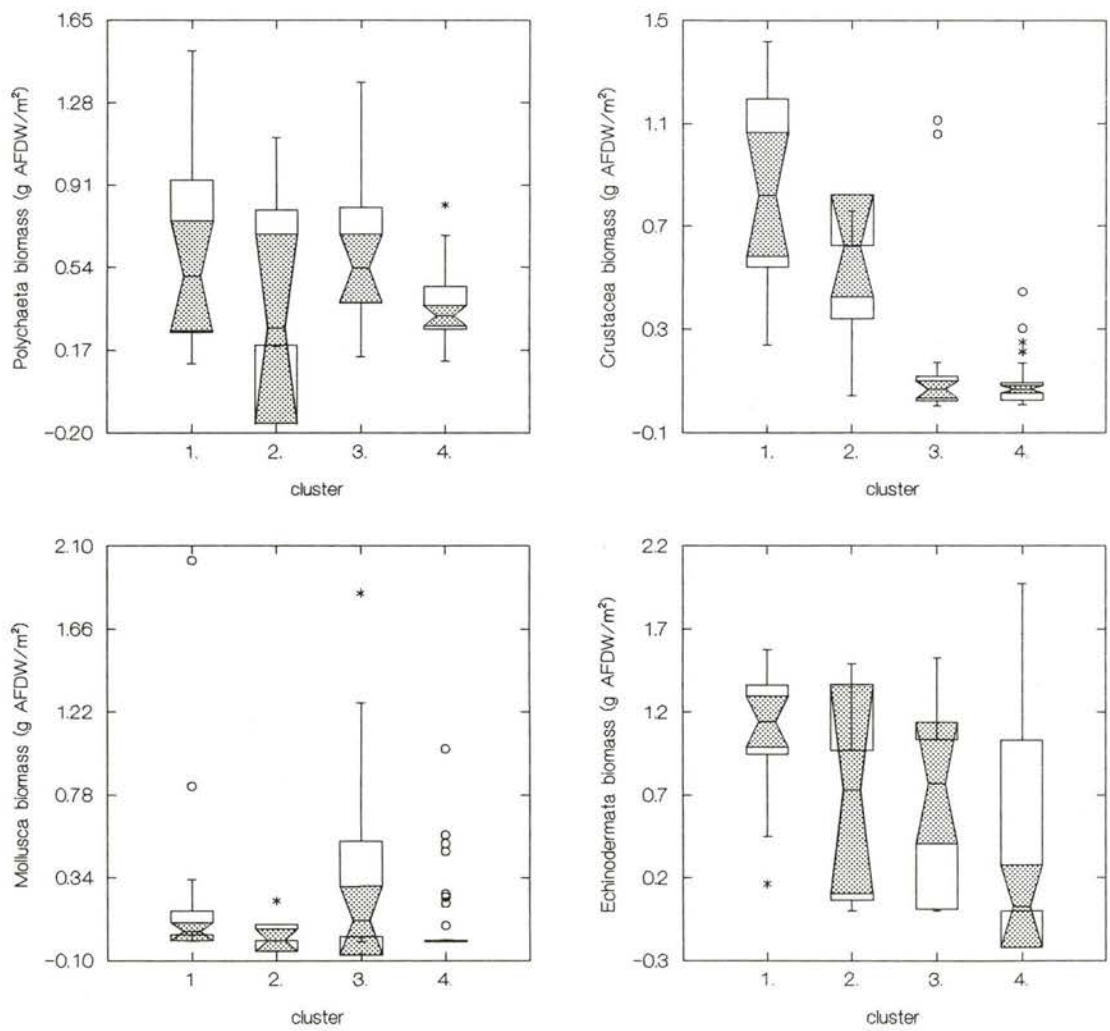 Polychaeta biomass (g AFDW/m²)
1.65
1.28
0.91
0.54
0.17
-0.20
1. 2. 3. 4.
cluster
Crustacea biomass (g AFDW/m²)
1.5
1.1
0.7
0.3
-0.1
1. 2. 3. 4.
cluster
Mollusca biomass (g AFDW/m²)
2.10
1.66
1.22
0.78
0.34
-0.10
1. 2. 3. 4.
cluster
Echinodermata biomass (g AFDW/m²)
2.2
1.7
1.2
0.7
0.2
-0.3
1. 2. 3. 4.
cluster